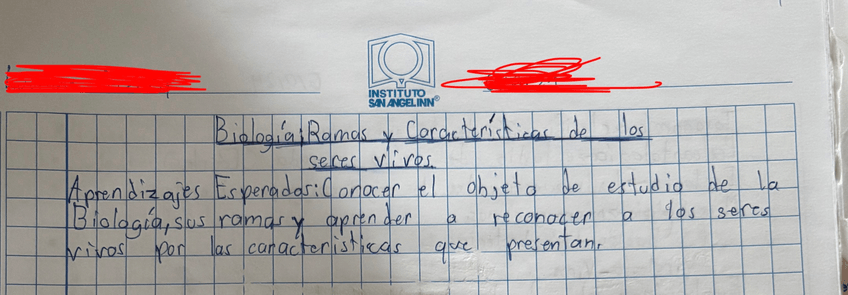 INSTITUTO
SAN ANGEL INN®
Biología: Ramas y Características de los
seres vivos.
Aprendizajes Esperados: Conocer el objeto de estudio de la
Biología, sus ramas y aprender a reconocer a los seres
vivos por las características que presentan.